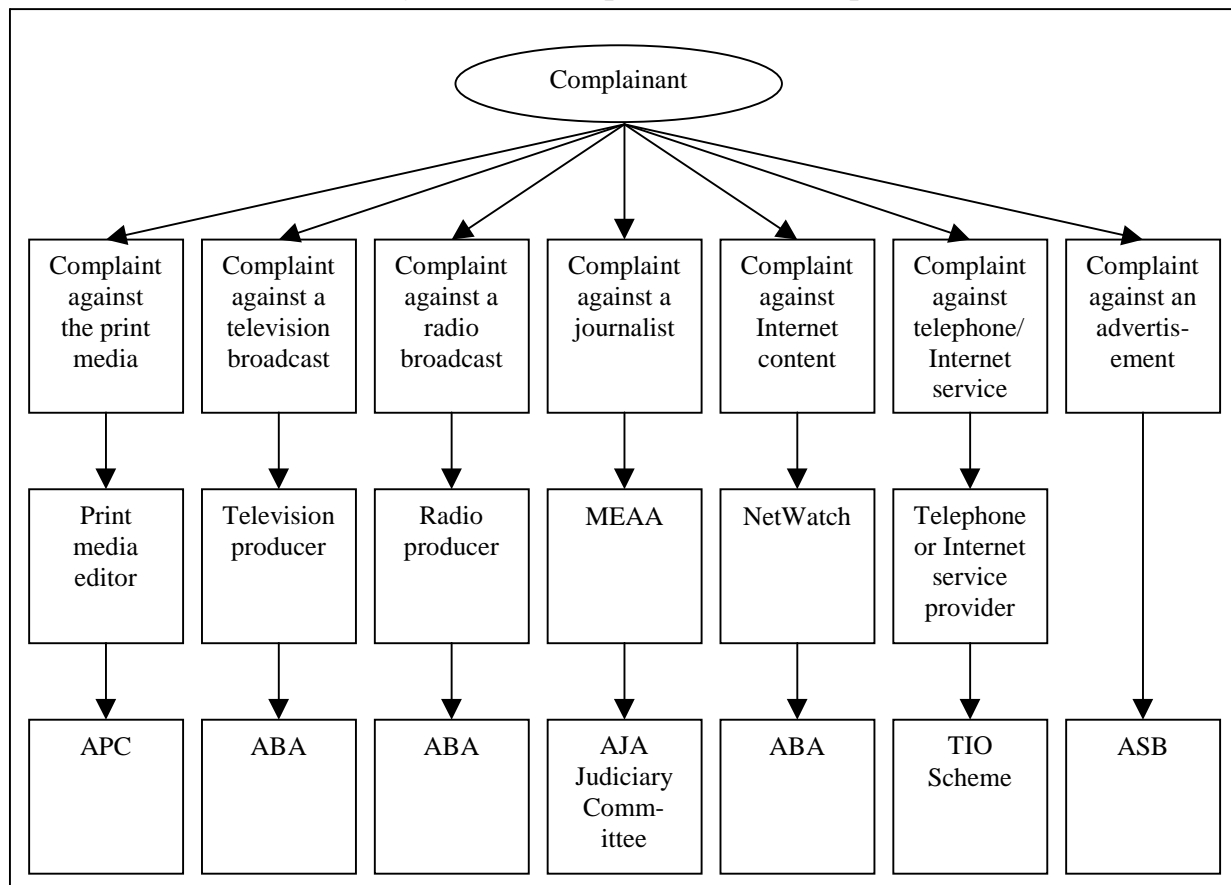 Complainant
Complaint
against
the print
media
Complaint
against a
television
broadcast
Complaint
against a
radio
broadcast
Complaint
against a
journalist
Complaint
against
Internet
content
Complaint
against
telephone/
Internet
service
Complaint
against an
advertis-
ement
Print
media
editor
Television
producer
Radio
producer
MEAA
NetWatch
Telephone
or Internet
service
provider
APC
ABA
ABA
AJA
Judiciary
Comm-
ittee
ABA
TIO
Scheme
ASB